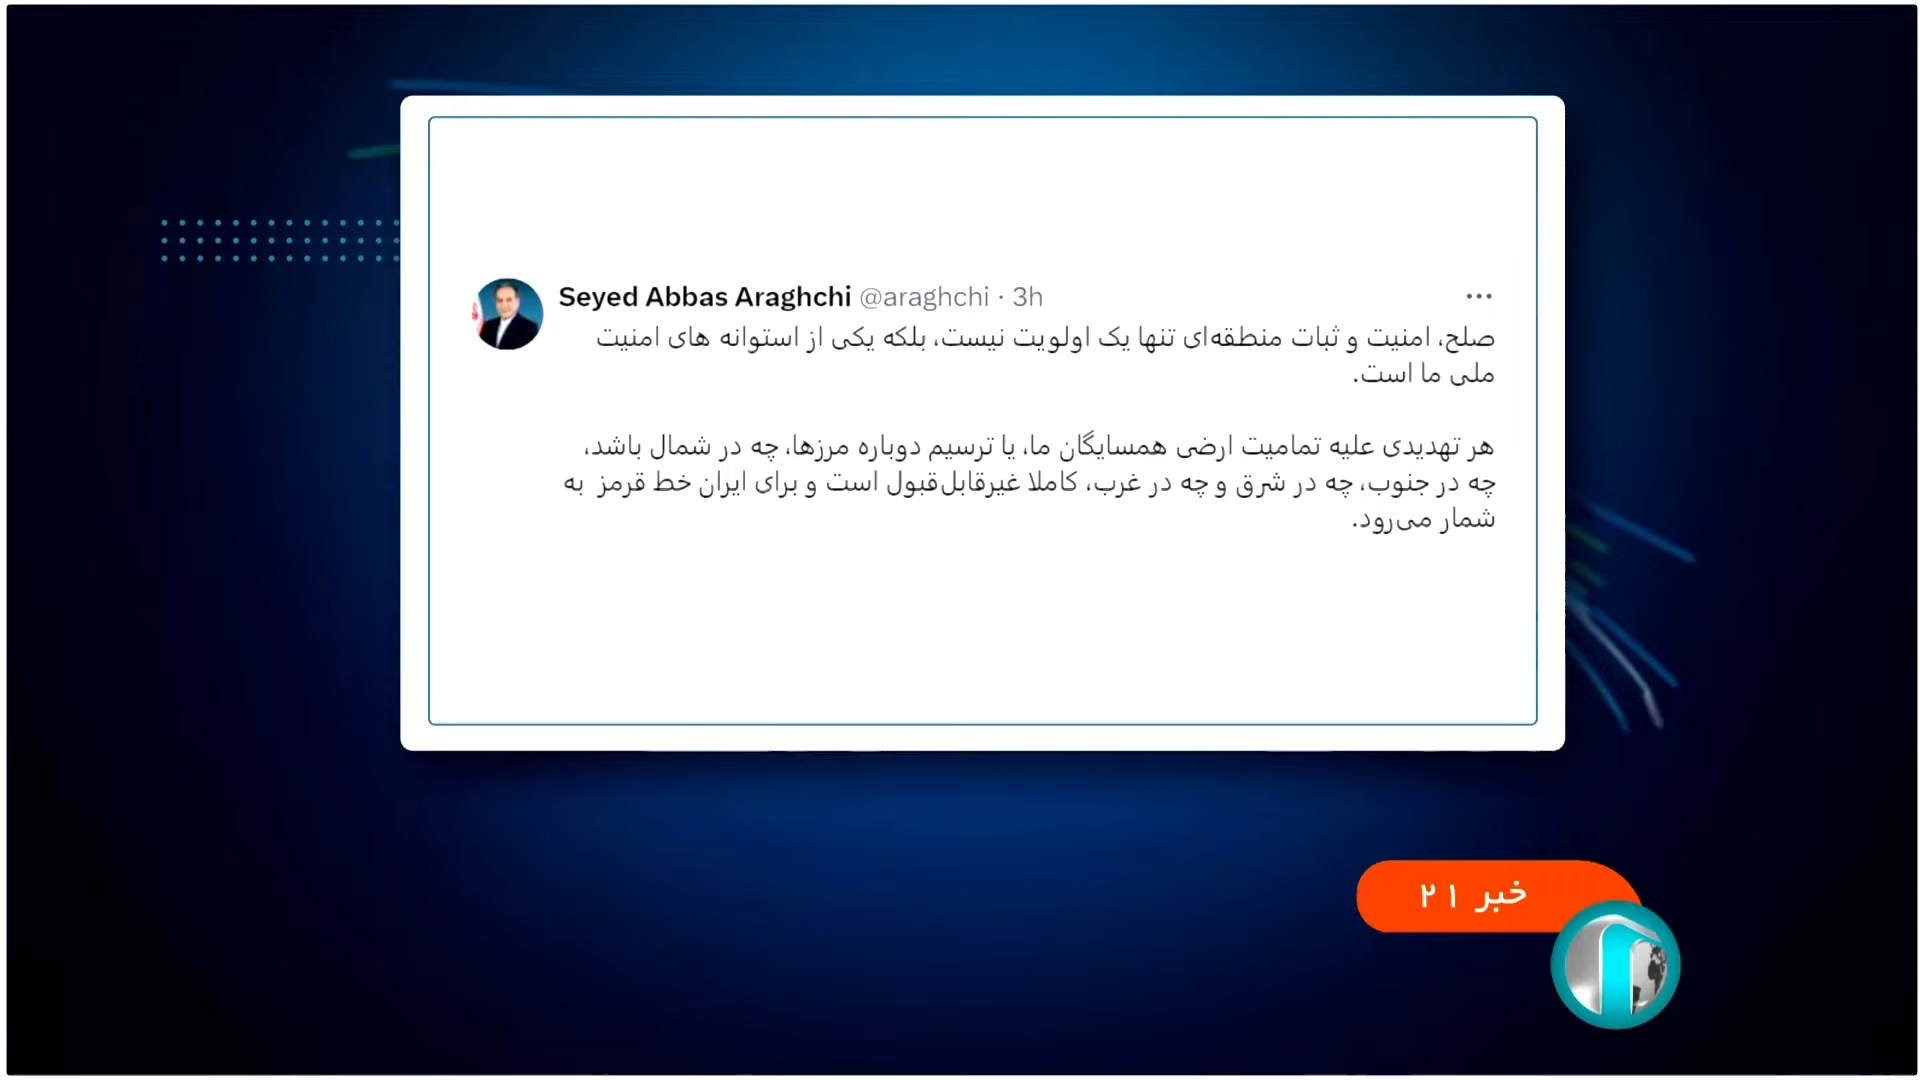 Seyed Abbas Araghchi @araghchi · 3h
صلح، امنیت و ثبات منطقه‌ای تنها یک اولویت نیست، بلکه یکی از استوانه های امنیت
ملی ما است.
هر تهدیدی علیه تمامیت ارضی همسایگان ما، یا ترسیم دوباره مرزها، چه در شمال باشد،
چه در جنوب، چه در شرق و چه در غرب، کاملا غیرقابل‌قبول است و برای ایران خط قرمز به
شمار می‌رود.
خبر ۲۱